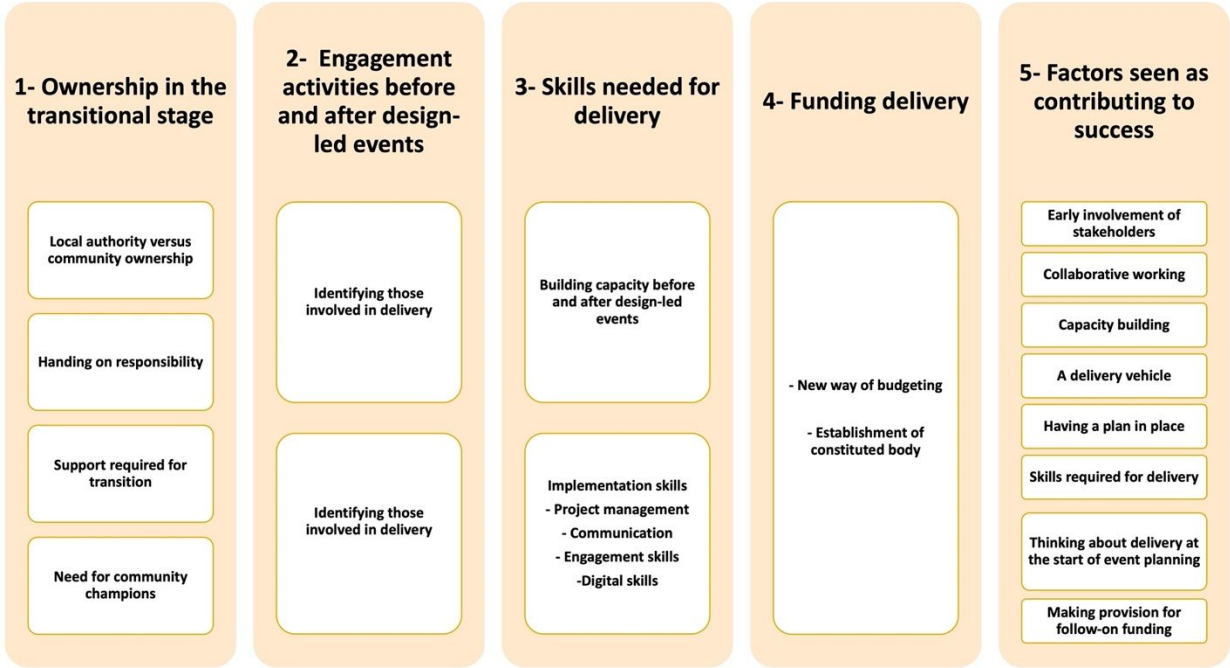 1- Ownership in the
transitional stage
Local authority versus
community ownership
Handing on responsibility
Support required for
transition
Need for community
champions
2-  Engagement
activities before
and after design-
led events
Identifying those
involved in delivery
Identifying those
involved in delivery
3- Skills needed for
delivery
Building capacity before
and after design-led
events
Implementation skills
- Project management
- Communication
- Engagement skills
-Digital skills
4- Funding delivery
- New way of budgeting
- Establishment of
constituted body
5- Factors seen as
contributing to
success
Early involvement of
stakeholders
Collaborative working
Capacity building
A delivery vehicle
Having a plan in place
Skills required for delivery
Thinking about delivery at
the start of event planning
Making provision for
follow-on funding